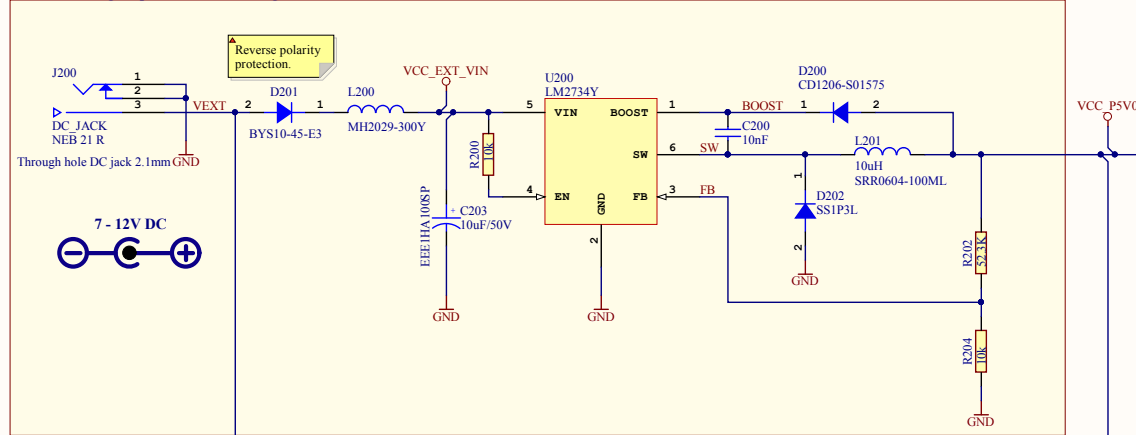 Reverse polarity
protection.
J200
1
2
3
DC_JACK
NEB 21 R
Through hole DC jack 2.1mm
GND
VEXT
2
D201
1
BYS10-45-E3
L200
MH2029-300Y
VCC_EXT_VIN
R200
10k
EEE1HA100SP
+
C203
10uF/50V
GND
U200
LM2734Y
5
VIN
BOOST
1
SW
6
4
EN
FB
3
GND
2
GND
BOOST
C200
10nF
SW
FB
D200
CD1206-S01575
1
2
L201
10uH
SRR0604-100ML
1
D202
SS1P3L
2
GND
R202
52.3K
R204
10k
GND
VCC_P5V0
7 - 12V DC